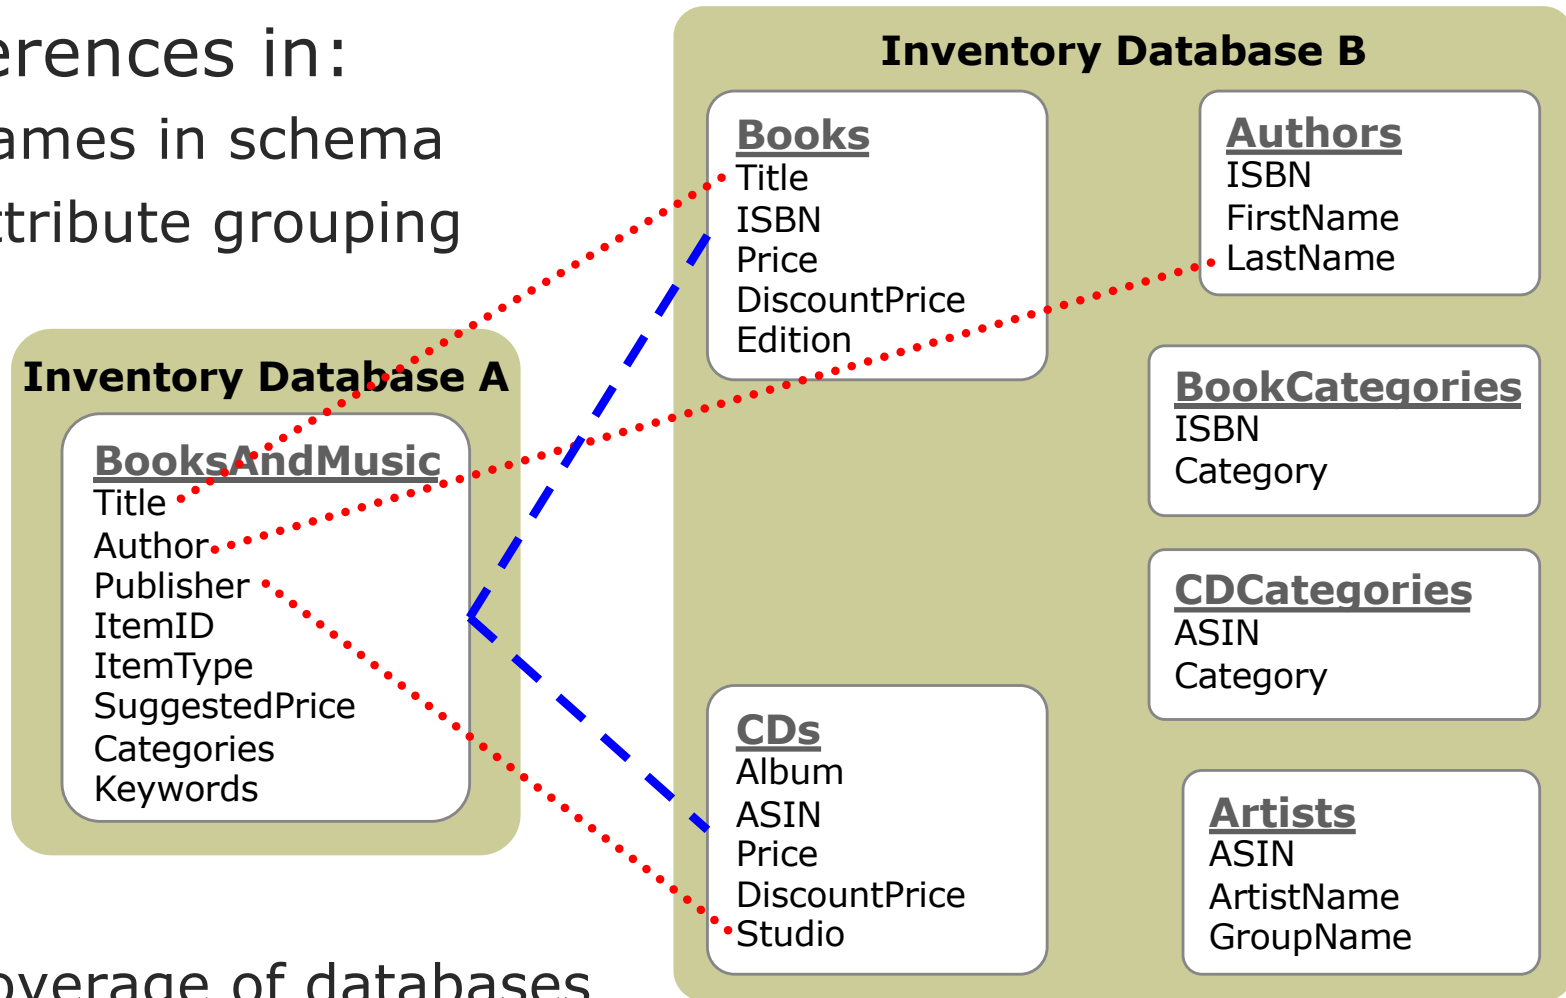 erences in:
ames in schema
ttribute grouping
Inventory Database A
BooksAndMusic
Title
Author
Publisher
ItemID
ItemType
SuggestedPrice
Categories
Keywords
overage of databases
Inventory Database B
Books
Title
ISBN
Price
DiscountPrice
Edition
Authors
ISBN
FirstName
LastName
BookCategories
ISBN
Category
CDCategories
ASIN
Category
CDs
Album
ASIN
Price
DiscountPrice
Studio
Artists
ASIN
ArtistName
GroupName